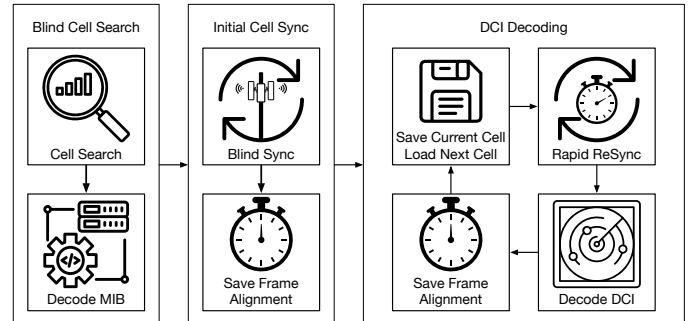 Blind Cell Search
Cell Search
</>
Decode MIB
Initial Cell Sync
Blind Sync
Save Frame
Alignment
DCI Decoding
Save Current Cell
Load Next Cell
Rapid ReSync
Save Frame
Alignment
Decode DCI